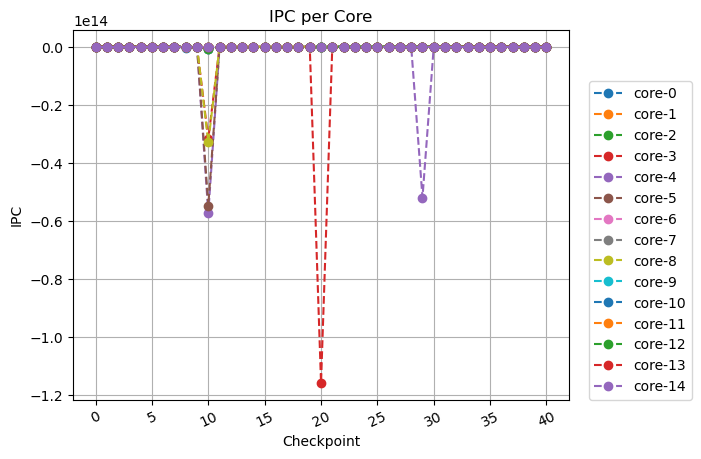 IPC per Core
1e14
0.0
−0.2
−0.4
−0.6
−0.8
−1.0
−1.2
IPC
0 5 10 15 20 25 30 35 40
Checkpoint
core-0
core-1
core-2
core-3
core-4
core-5
core-6
core-7
core-8
core-9
core-10
core-11
core-12
core-13
core-14